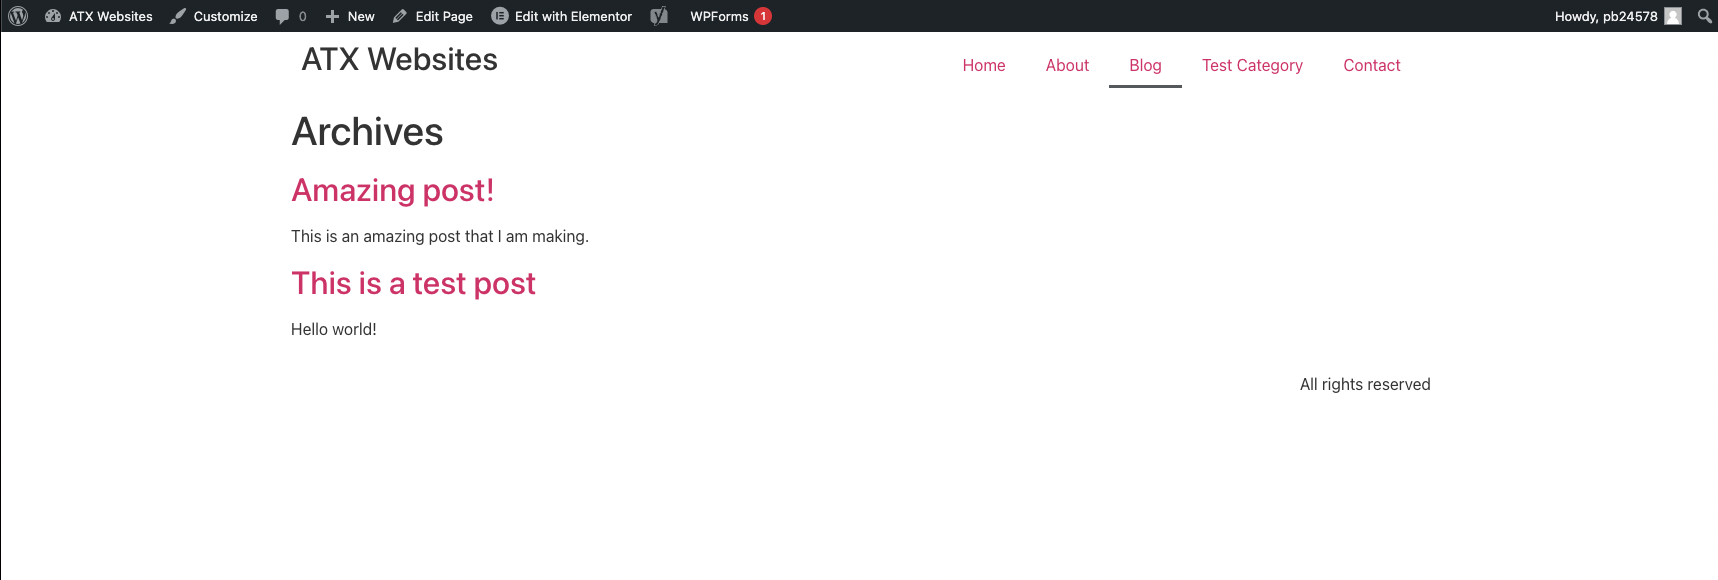 ATX Websites Customize 0 New Edit Page Edit with Elementor WPForms 1 Howdy, pb24578
ATX Websites
Home About Blog Test Category Contact
Archives
Amazing post!
This is an amazing post that I am making.
This is a test post
Hello world!
All rights reserved